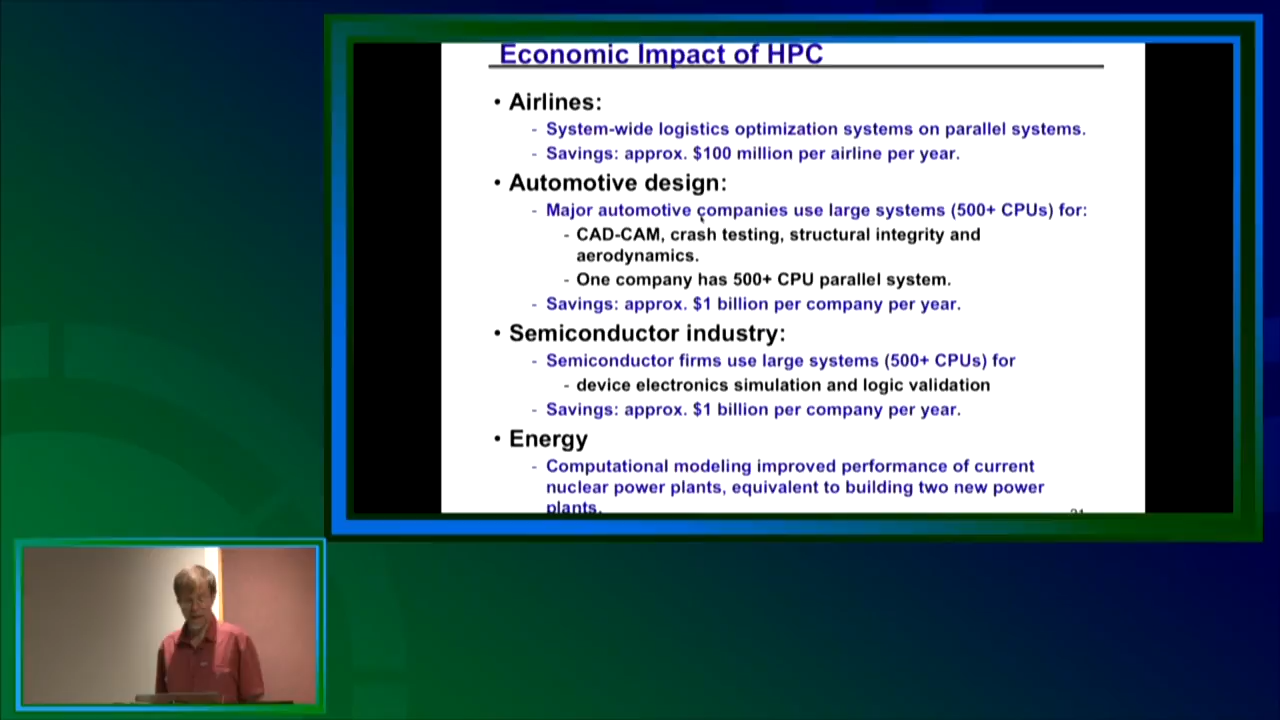 Economic Impact of HPC
• Airlines:
- System-wide logistics optimization systems on parallel systems.
- Savings: approx. $100 million per airline per year.
• Automotive design:
- Major automotive companies use large systems (500+ CPUs) for:
- CAD-CAM, crash testing, structural integrity and
aerodynamics.
- One company has 500+ CPU parallel system.
- Savings: approx. $1 billion per company per year.
• Semiconductor industry:
- Semiconductor firms use large systems (500+ CPUs) for
- device electronics simulation and logic validation
- Savings: approx. $1 billion per company per year.
• Energy
- Computational modeling improved performance of current
nuclear power plants, equivalent to building two new power
plants.